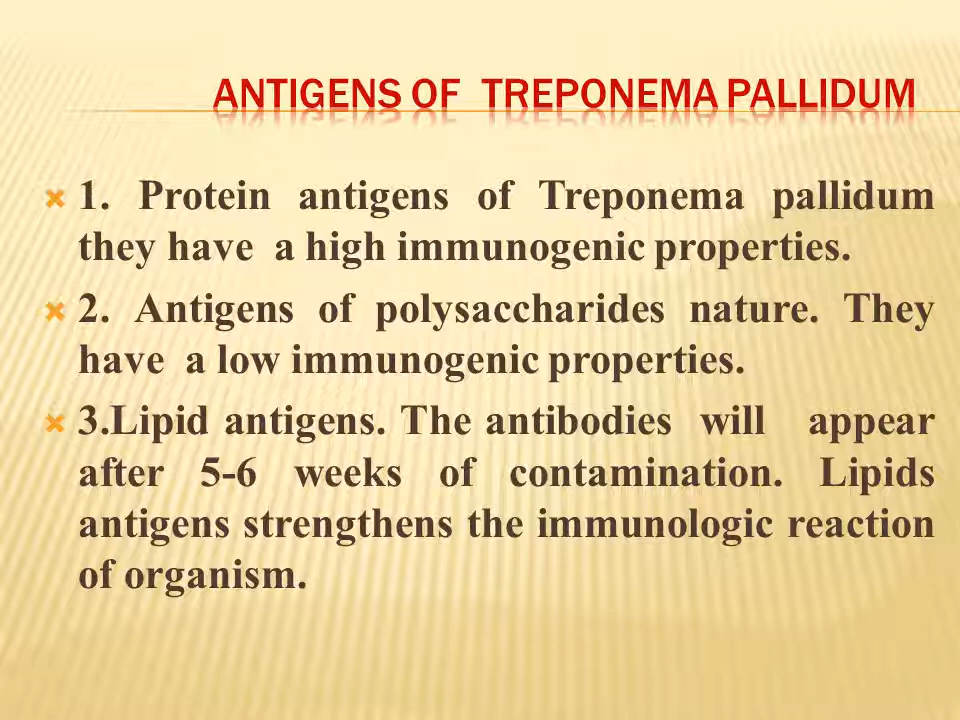 ANTIGENS OF TREPONEMA PALLIDUM
1. Protein antigens of Treponema pallidum
they have a high immunogenic properties.
2. Antigens of polysaccharides nature. They
have a low immunogenic properties.
3.Lipid antigens. The antibodies will appear
after 5-6 weeks of contamination. Lipids
antigens strengthens the immunologic reaction
of organism.